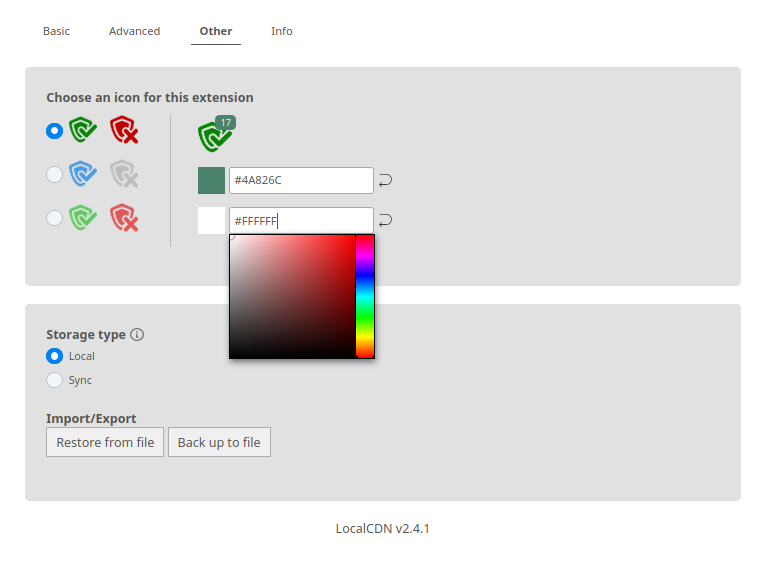 Basic Advanced Other Info
Choose an icon for this extension
17
#4A826C
#FFFFFF
Storage type
Local
Sync
Import/Export
Restore from file Back up to file
LocalCDN v2.4.1